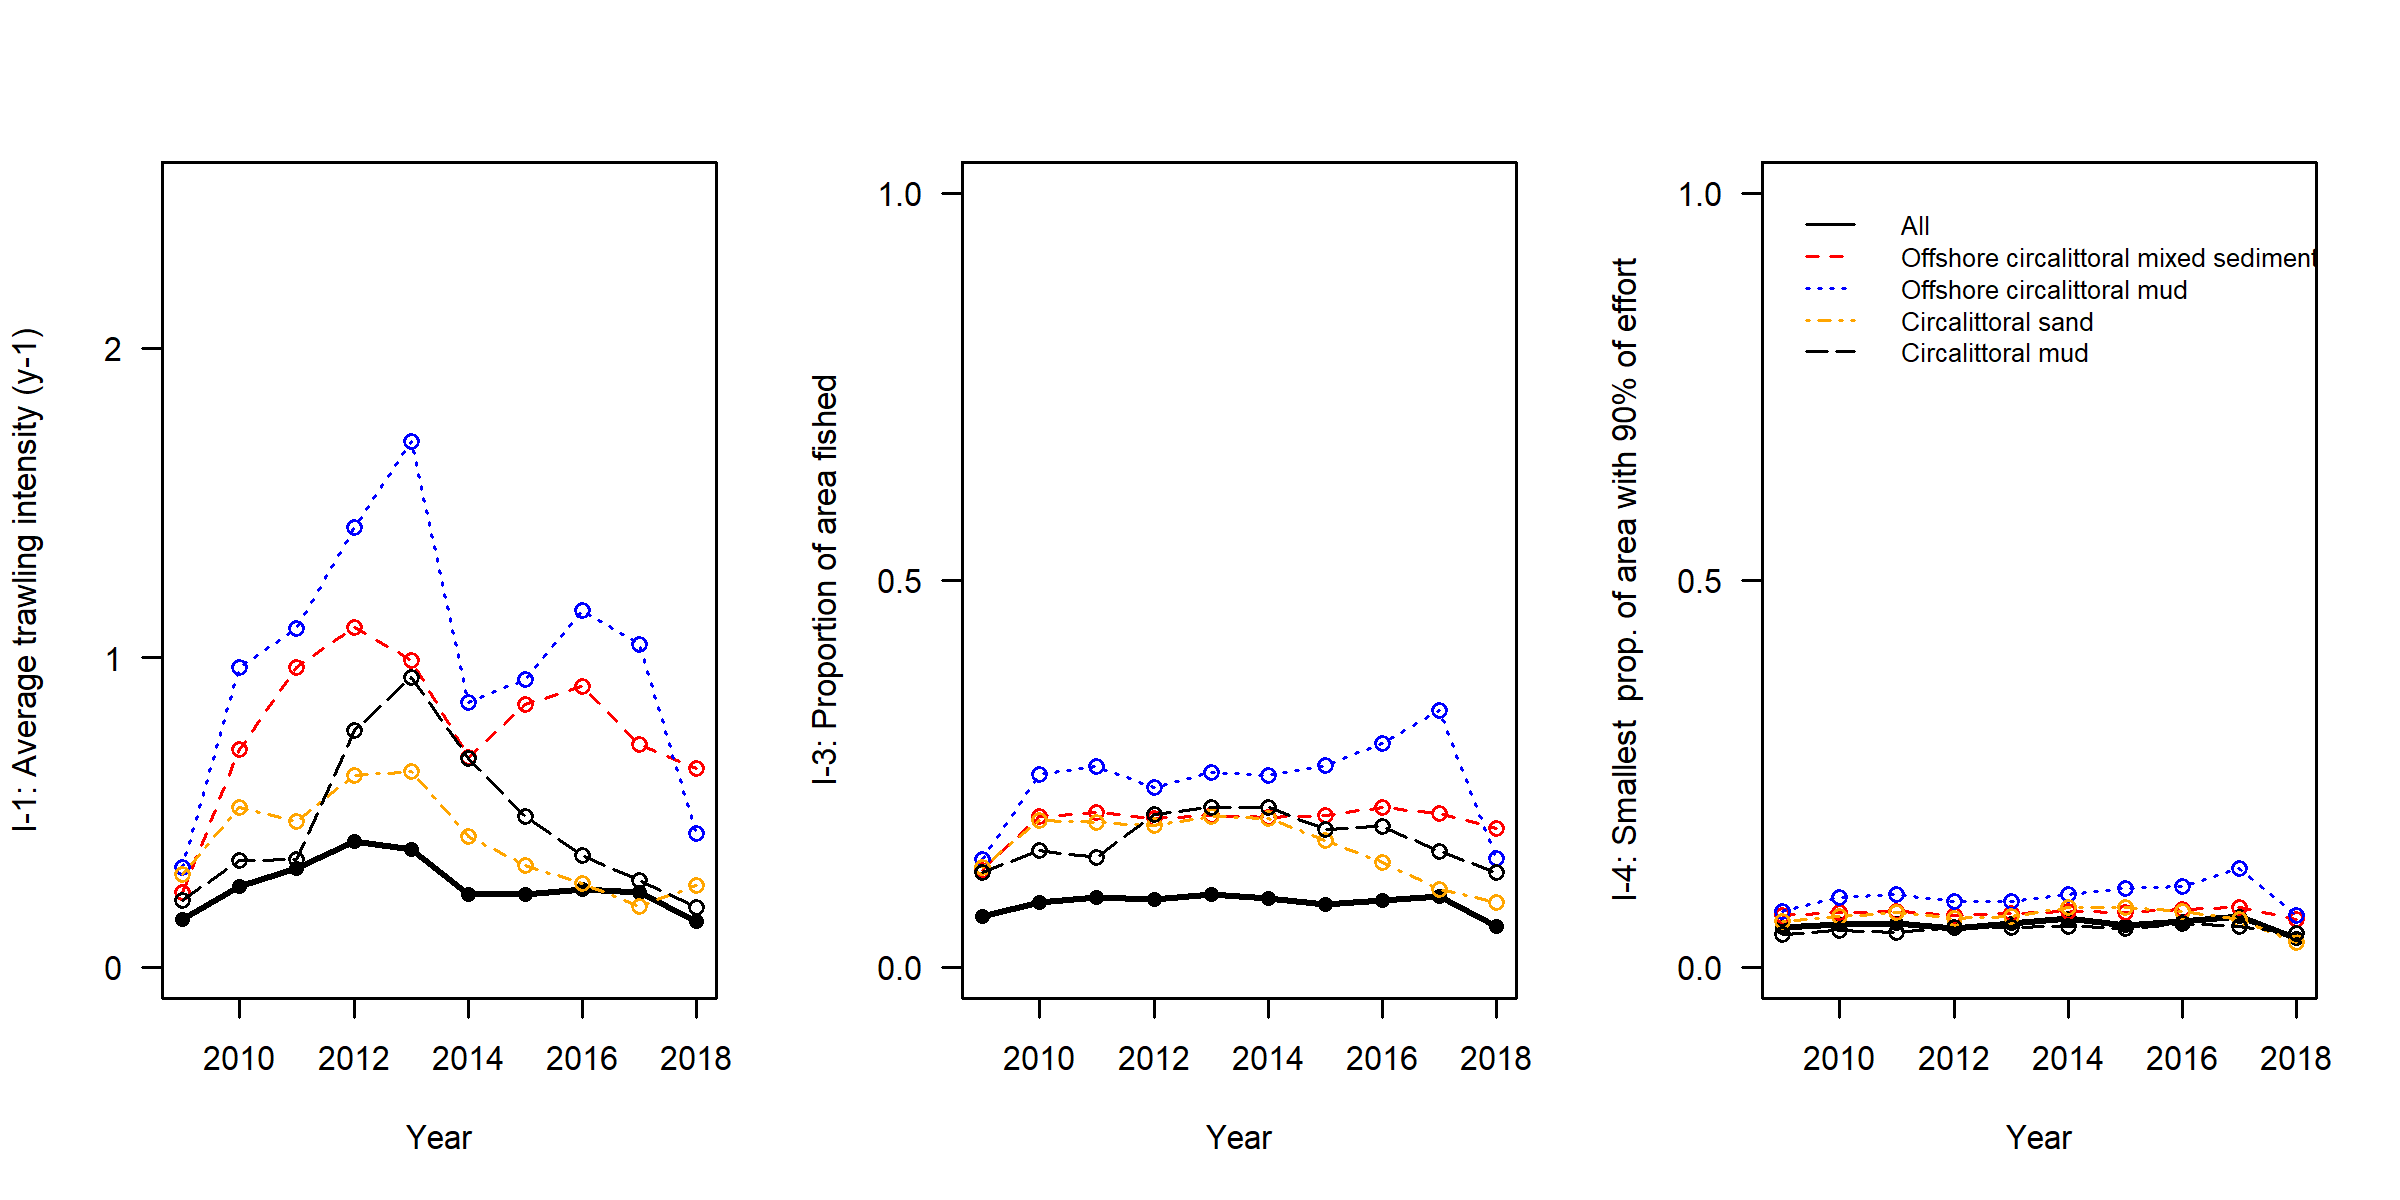 I-1: Average trawling intensity (y-1)
2
1
0
2010 2012 2014 2016 2018
Year
I-3: Proportion of area fished
1.0
0.5
0.0
2010 2012 2014 2016 2018
Year
I-4: Smallest prop. of area with 90% of effort
1.0
0.5
0.0
All
Offshore circalittoral mixed sediment
Offshore circalittoral mud
Circalittoral sand
Circalittoral mud
2010 2012 2014 2016 2018
Year